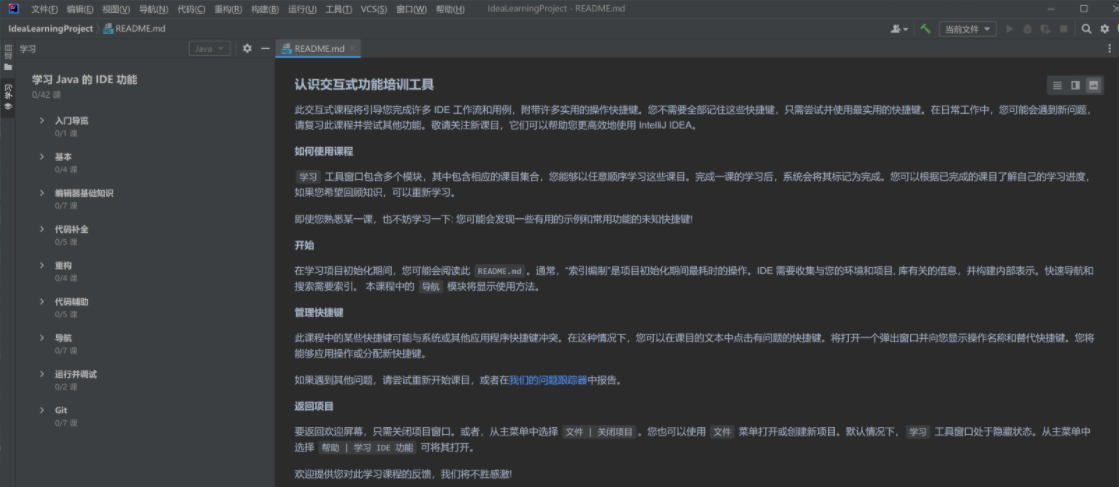 文件(F) 编辑(E) 视图(V) 导航(N) 代码(C) 重构(R) 构建(B) 运行(U) 工具(T) VCS(S) 窗口(W) 帮助(H) IdeaLearningProject - README.md
IdeaLearningProject README.md 当前文件
项目
学习
学习 Java README.md
学习 Java 的 IDE 功能
0/42 课
入门导览
0/1 课
基本
0/4 课
编辑器基础知识
0/7 课
代码补全
0/5 课
重构
0/4 课
代码辅助
0/5 课
导航
0/7 课
运行并调试
0/2 课
Git
0/7 课
认识交互式功能培训工具
此交互式课程将引导您完成许多 IDE 工作流和用例，附带许多实用的操作快捷键。您不需要全部记住这些快捷键，只需尝试并使用最实用的快捷键。在日常工作中，您可能会遇到新问题，
请复习此课程并尝试其他功能。敬请关注新课目，它们可以帮助您更高效地使用 IntelliJ IDEA。
如何使用课程
学习 工具窗口包含多个模块，其中包含相应的课目集合，您能够以任意顺序学习这些课目。完成一课的学习后，系统会将其标记为完成。您可以根据已完成的课目了解自己的学习进度，
如果您希望回顾知识，可以重新学习。
即使您熟悉某一课，也不妨学习一下: 您可能会发现一些有用的示例和常用功能的未知快捷键!
开始
在学习项目初始化期间，您可能会阅读此 README.md 。通常，“索引编制”是项目初始化期间最耗时的操作。IDE 需要收集与您的环境和项目, 库有关的信息，并构建内部表示。快速导航和
搜索需要索引。 本课程中的 导航 模块将显示使用方法。
管理快捷键
此课程中的某些快捷键可能与系统或其他应用程序快捷键冲突。在这种情况下，您可以在课目的文本中点击有问题的快捷键。将打开一个弹出窗口并向您显示操作名称和替代快捷键。您将
能够应用操作或分配新快捷键。
如果遇到其他问题，请尝试重新开始课目，或者在我们的问题跟踪器中报告。
返回项目
要返回欢迎屏幕，只需关闭项目窗口。或者，从主菜单中选择 文件 | 关闭项目 。您也可以使用 文件 菜单打开或创建新项目。默认情况下， 学习 工具窗口处于隐藏状态。从主菜单中
选择 帮助 | 学习 IDE 功能 可将其打开。
欢迎提供您对此学习课程的反馈，我们将不胜感激!